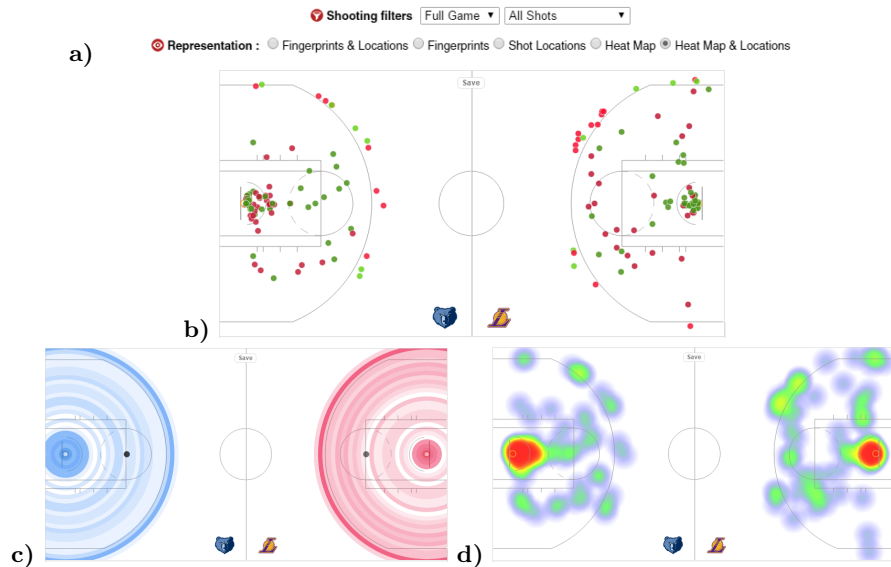 Shooting filters Full Game All Shots
a)
Representation : Fingerprints & Locations Fingerprints Shot Locations Heat Map Heat Map & Locations
Save
b)
Save
Save
c)
d)